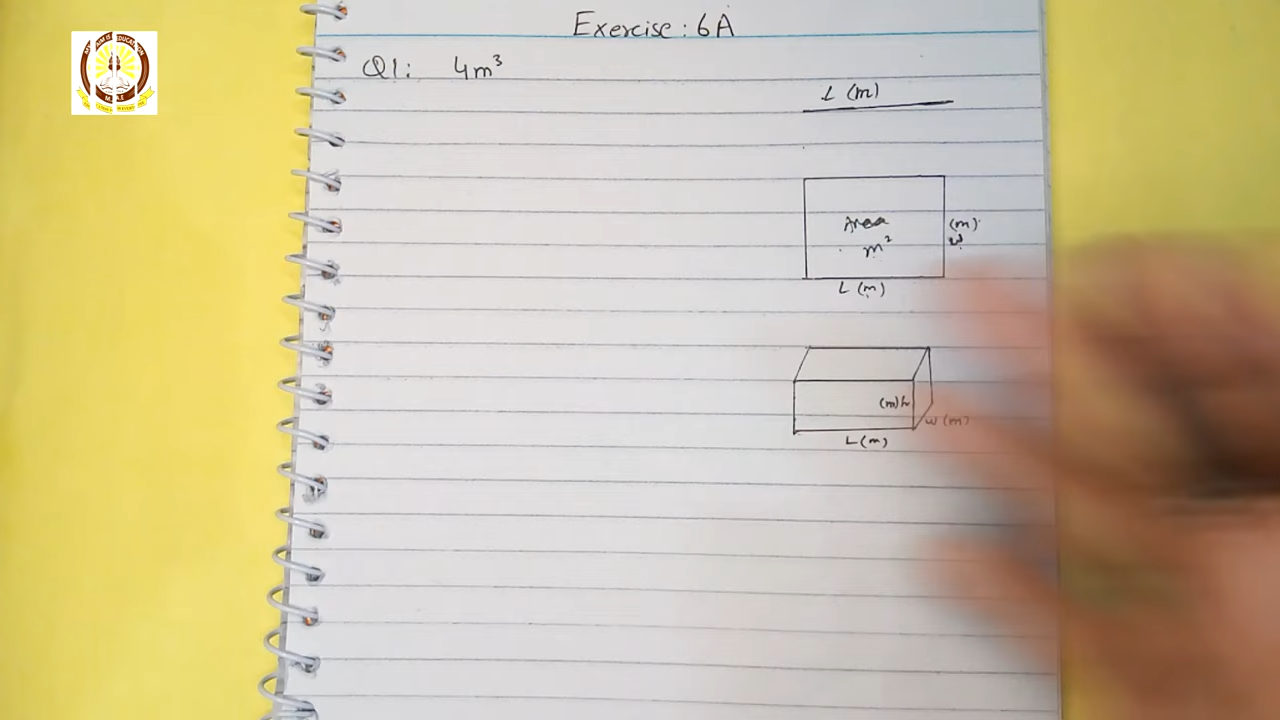 Exercise: 6A
Q1: 4m³
L (m)
Area
m²
(m)
w
L (m)
(m) h
w (m)
L (m)